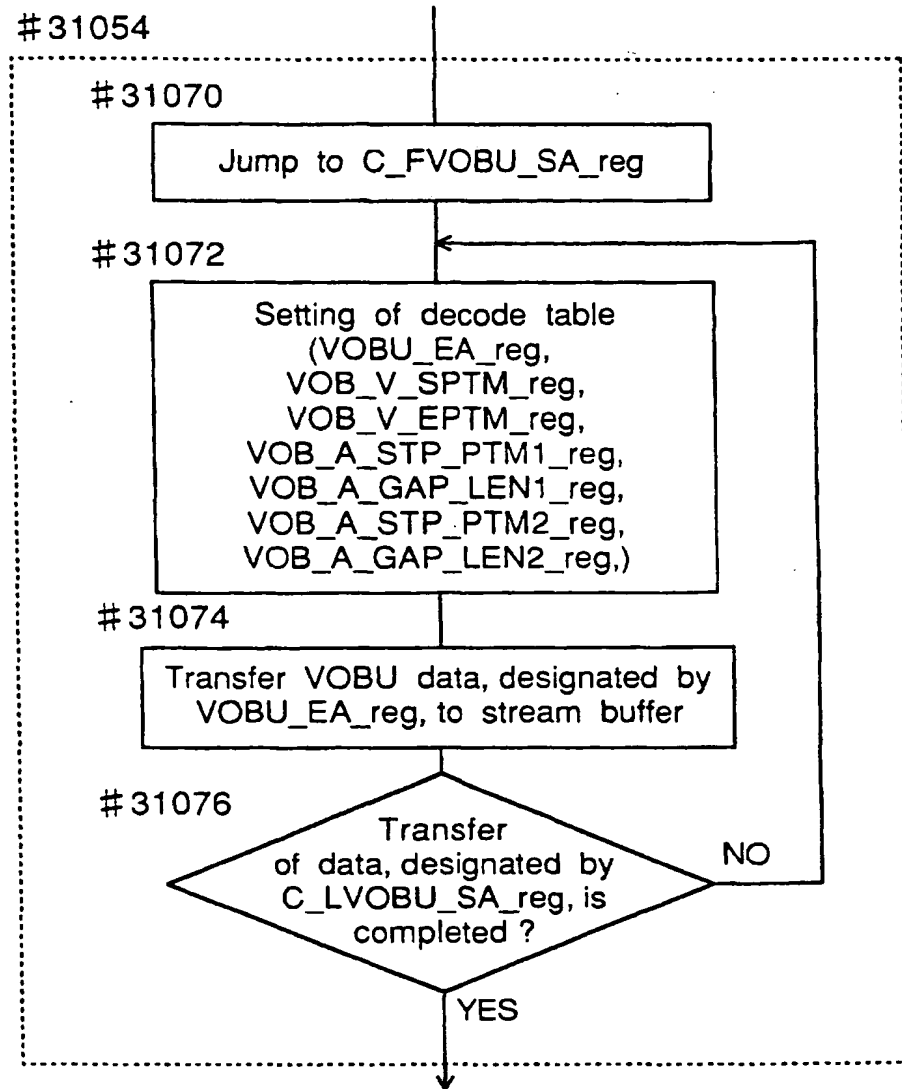 #31054
#31070
Jump to C_FVOBU_SA_reg
#31072
Setting of decode table
(VOBU_EA_reg,
VOB_V_SPTM_reg,
VOB_V_EPTM_reg,
VOB_A_STP_PTM1_reg,
VOB_A_GAP_LEN1_reg,
VOB_A_STP_PTM2_reg,
VOB_A_GAP_LEN2_reg,)
#31074
Transfer VOBU data, designated by
VOBU_EA_reg, to stream buffer
#31076
Transfer
of data, designated by
C_LVOBU_SA_reg, is
completed ?
NO
YES